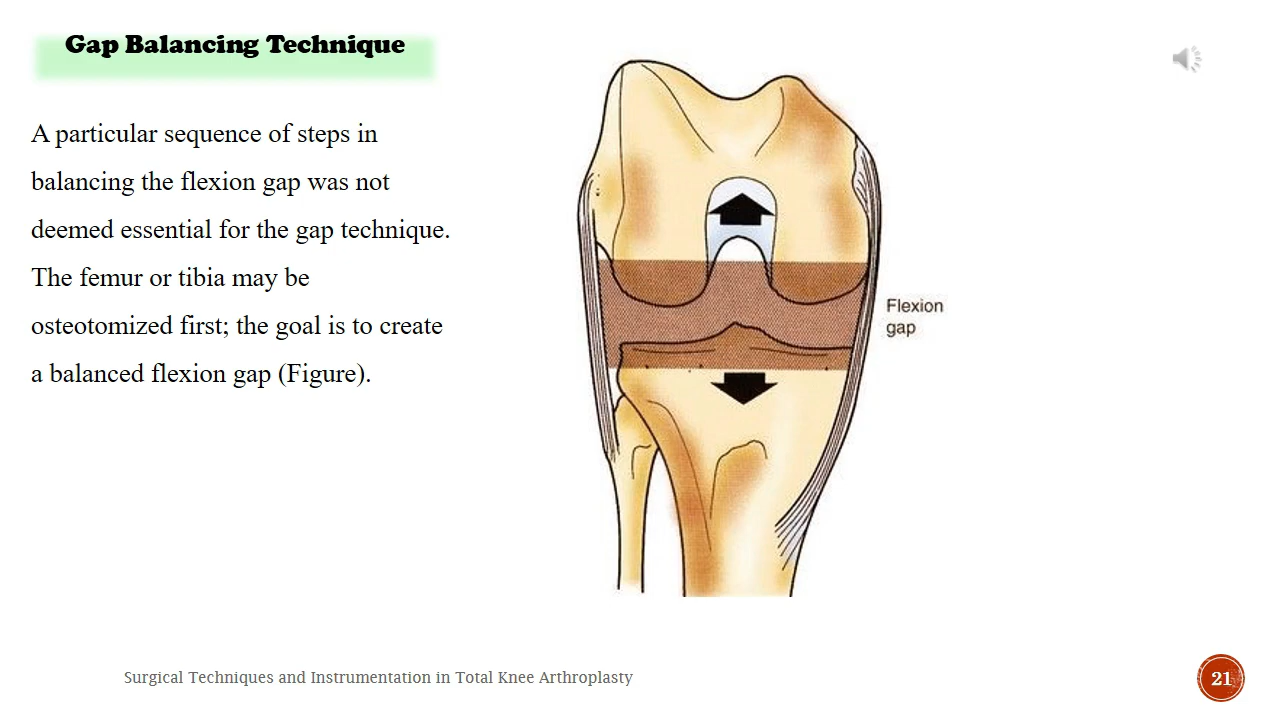 Gap Balancing Technique
A particular sequence of steps in
balancing the flexion gap was not
deemed essential for the gap technique.
The femur or tibia may be
osteotomized first; the goal is to create
a balanced flexion gap (Figure).
Flexion
gap
Surgical Techniques and Instrumentation in Total Knee Arthroplasty
21